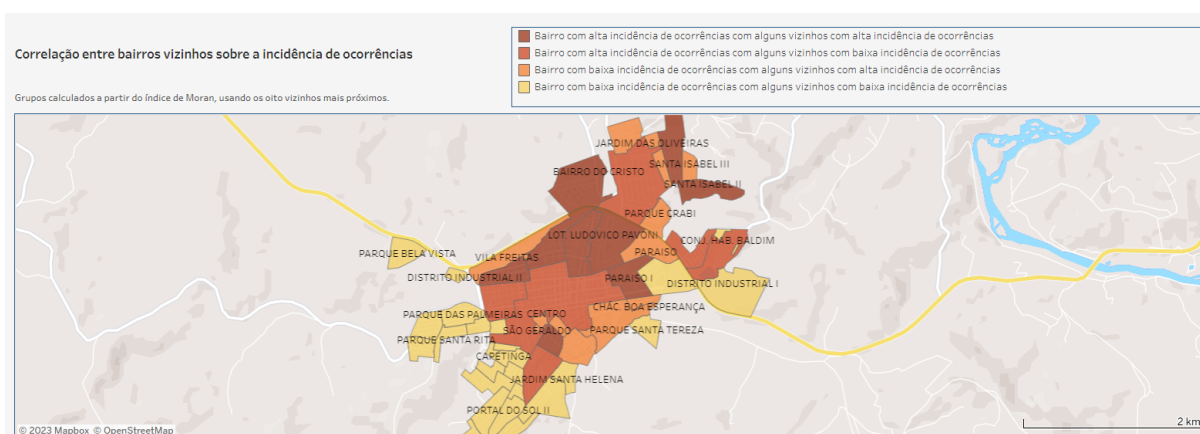 Correlação entre bairros vizinhos sobre a incidência de ocorrências
Grupos calculados a partir do índice de Moran, usando os oito vizinhos mais próximos.
Bairro com alta incidência de ocorrências com alguns vizinhos com alta incidência de ocorrências
Bairro com alta incidência de ocorrências com alguns vizinhos com baixa incidência de ocorrências
Bairro com baixa incidência de ocorrências com alguns vizinhos com alta incidência de ocorrências
Bairro com baixa incidência de ocorrências com alguns vizinhos com baixa incidência de ocorrências
JARDIM DAS OLIVEIRAS
SANTA ISABEL III
BAIRRO DO CRISTO
SANTA ISABEL II
PARQUE CRABI
LOT. LUDOVICO PAVONI
CONJ. HAB. BALDIM
PARQUE BELA VISTA
VILA FREITAS
PARAISO
DISTRITO INDUSTRIAL II
PARAISO I
DISTRITO INDUSTRIAL I
CHÁC. BOA ESPERANÇA
PARQUE DAS PALMEIRAS
CENTRO
SÃO GERALDO
PARQUE SANTA TEREZA
PARQUE SANTA RITA
CAPETINGA
JARDIM SANTA HELENA
PORTAL DO SOL II
© 2023 Mapbox © OpenStreetMap
2 km